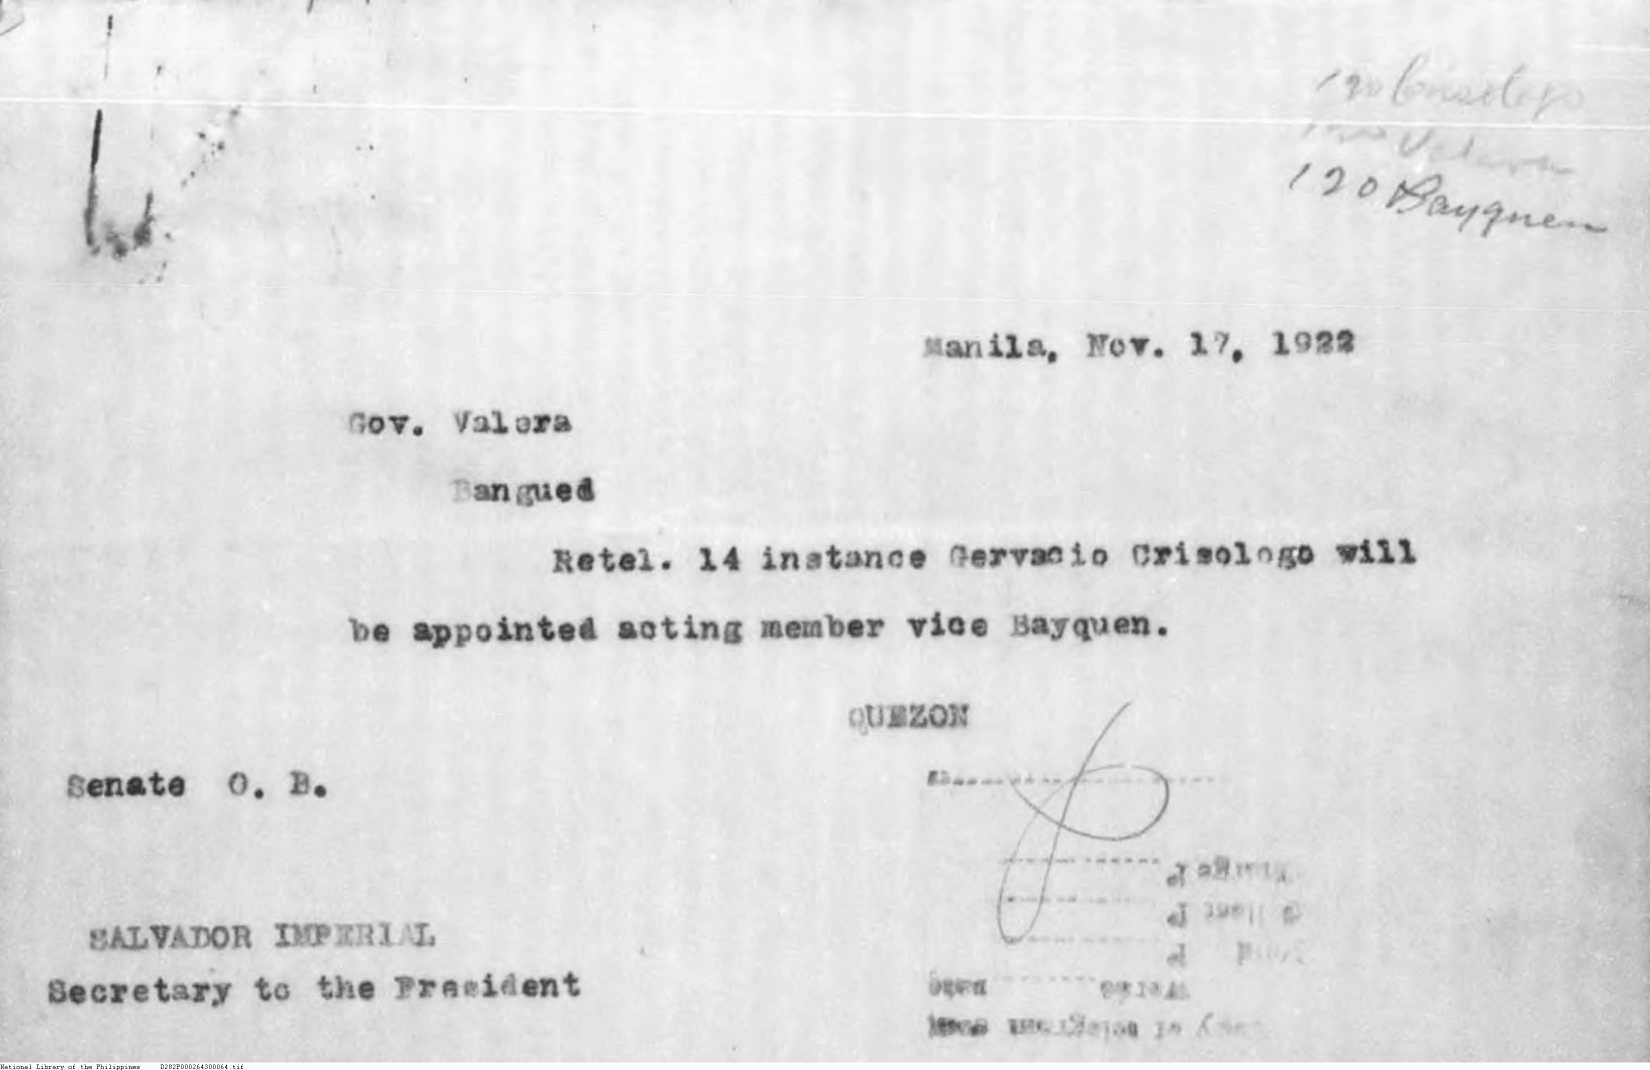 120 Crisologo
Valera
120 Bayquen
Manila, Nov. 17, 1922
Gov. Valera
Bangued
Retel. 14 instance Gervacio Crisologo will
be appointed acting member vice Bayquen.
QUEZON
Senate O. B.
SALVADOR IMPERIAL
Secretary to the President
National Library of the Philippines D282P000264300064.tif